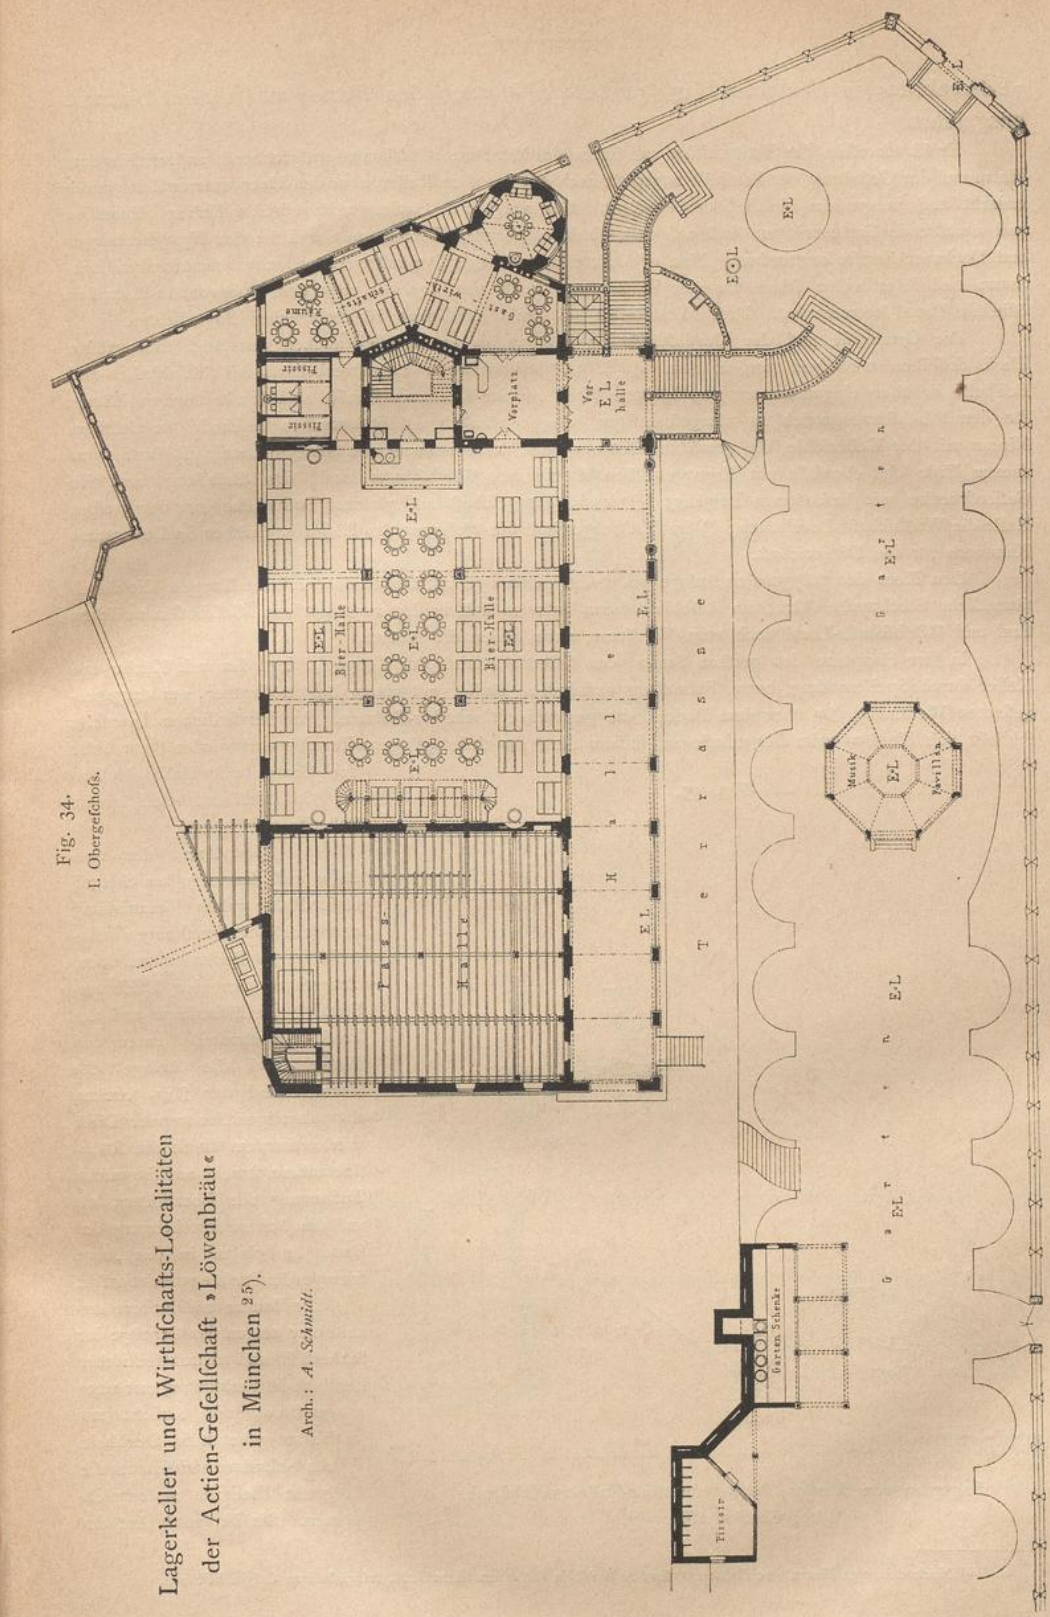 Fig. 34.
I. Obergeſchoſs.
Lagerkeller und Wirthſchafts-Localitäten
der Actien-Geſellſchaft »Löwenbräu«
in München 25).
Arch.: A. Schmidt.
Fass-
Halle
Bier-Halle
Bier-Halle
E·L
E·L
E·L
E·L
E·L
Pissoir
Pissoir
Vorplatz
Gast
wirth
schafts
Räume
Vor
E L
halle
Halle
E L
E L
Terasse
Garten
E·L
E·L
Garten
E·L
E·L
E L
E·L
E L
Musik
E·L
Pavillan
Garten Schenke
Pissoir